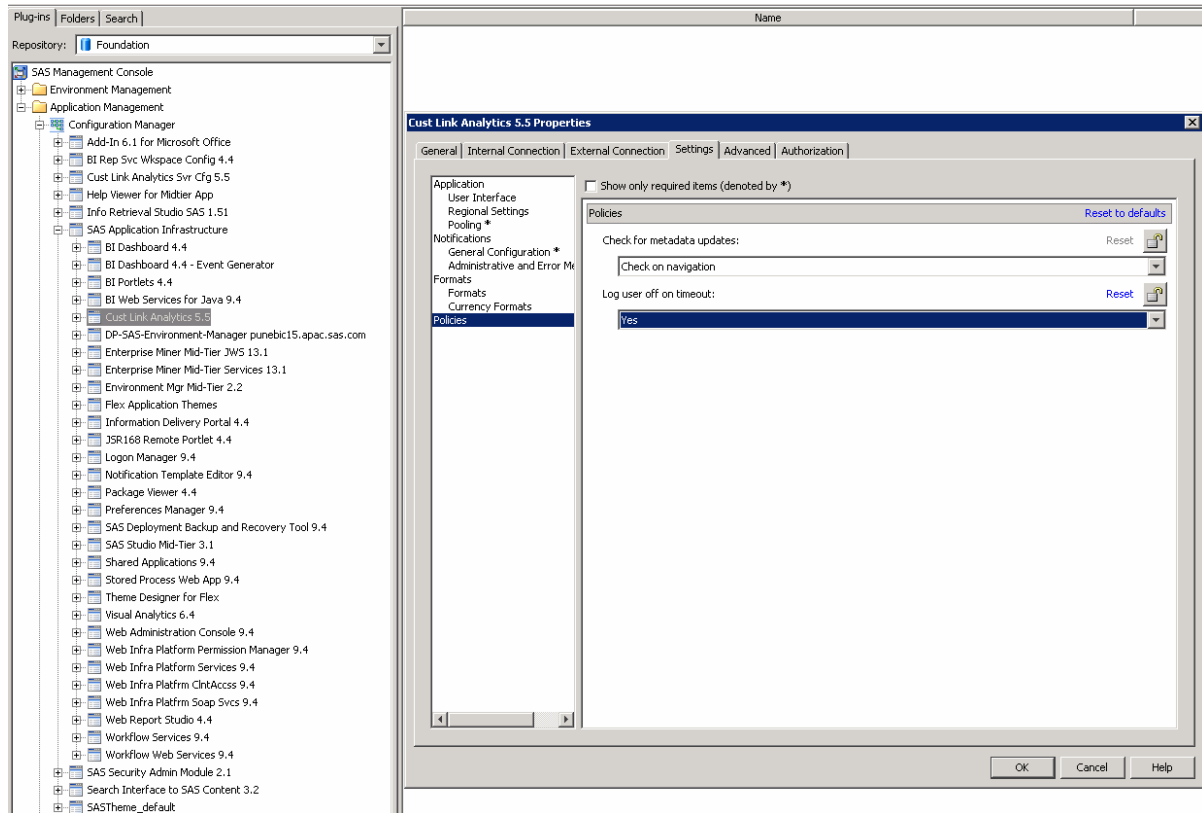 Plug-ins Folders Search
Repository: Foundation
SAS Management Console
Environment Management
Application Management
Configuration Manager
Add-In 6.1 for Microsoft Office
BI Rep Svc Wkspace Config 4.4
Cust Link Analytics Svr Cfg 5.5
Help Viewer for Midtier App
Info Retrieval Studio SAS 1.51
SAS Application Infrastructure
BI Dashboard 4.4
BI Dashboard 4.4 - Event Generator
BI Portlets 4.4
BI Web Services for Java 9.4
Cust Link Analytics 5.5
DP-SAS-Environment-Manager punebic15.apac.sas.com
Enterprise Miner Mid-Tier JWS 13.1
Enterprise Miner Mid-Tier Services 13.1
Environment Mgr Mid-Tier 2.2
Flex Application Themes
Information Delivery Portal 4.4
JSR168 Remote Portlet 4.4
Logon Manager 9.4
Notification Template Editor 9.4
Package Viewer 4.4
Preferences Manager 9.4
SAS Deployment Backup and Recovery Tool 9.4
SAS Studio Mid-Tier 3.1
Shared Applications 9.4
Stored Process Web App 9.4
Theme Designer for Flex
Visual Analytics 6.4
Web Administration Console 9.4
Web Infra Platform Permission Manager 9.4
Web Infra Platform Services 9.4
Web Infra Platfrm ClntAccss 9.4
Web Infra Platfrm Soap Svcs 9.4
Web Report Studio 4.4
Workflow Services 9.4
Workflow Web Services 9.4
SAS Security Admin Module 2.1
Search Interface to SAS Content 3.2
SASTheme_default
Name
Cust Link Analytics 5.5 Properties
General Internal Connection External Connection Settings Advanced Authorization
Application
User Interface
Regional Settings
Pooling *
Notifications
General Configuration *
Administrative and Error Me
Formats
Formats
Currency Formats
Policies
Show only required items (denoted by *)
Policies Reset to defaults
Check for metadata updates: Reset
Check on navigation
Log user off on timeout: Reset
Yes
OK Cancel Help